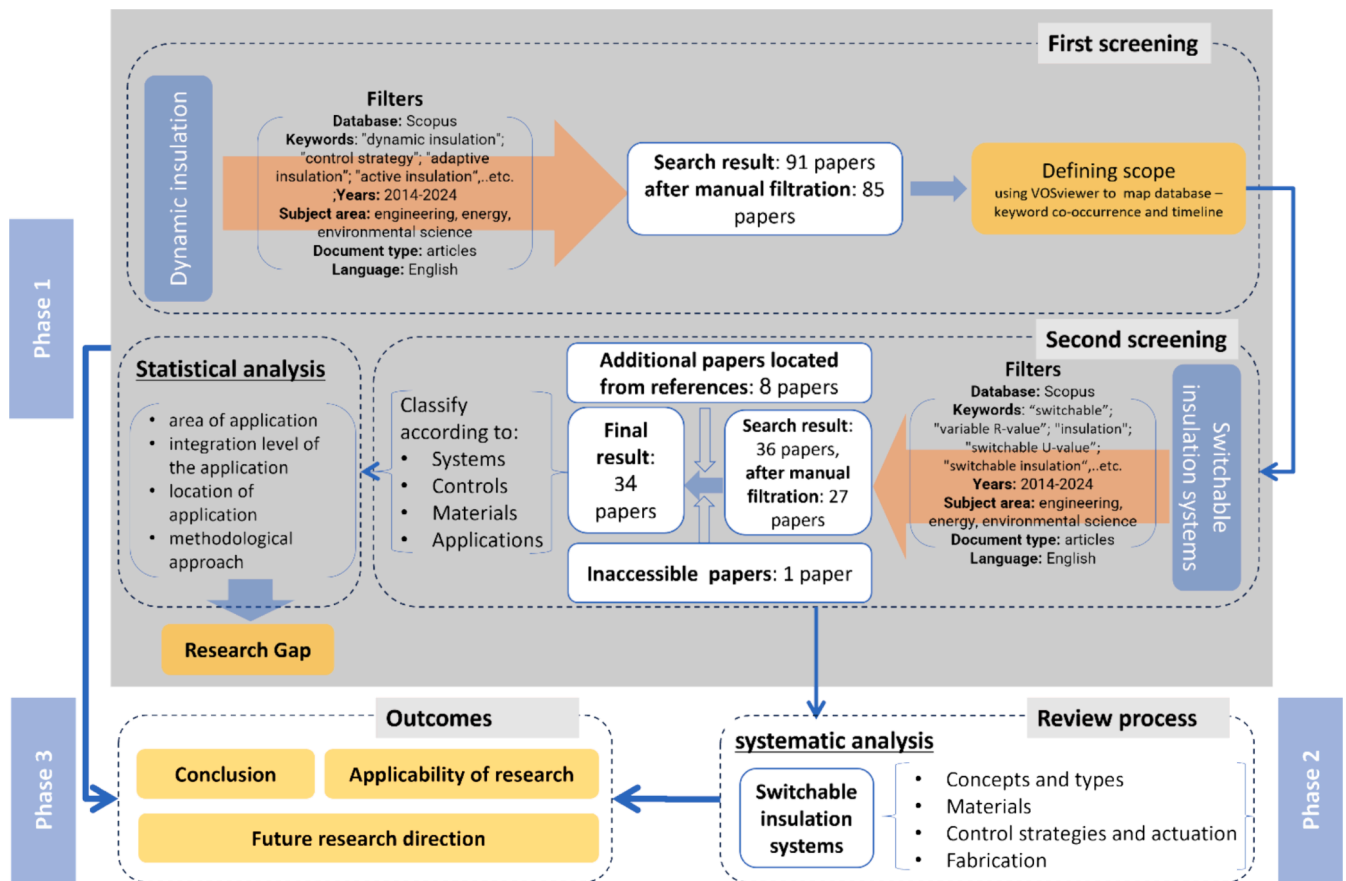 First screening
Dynamic insulation
Filters
Database: Scopus
Keywords: "dynamic insulation";
"control strategy"; "adaptive
insulation"; "active insulation",..etc.
;Years: 2014-2024
Subject area: engineering, energy,
environmental science
Document type: articles
Language: English
Search result: 91 papers
after manual filtration: 85
papers
Defining scope
using VOSviewer to map database –
keyword co-occurrence and timeline
Phase 1
Second screening
Switchable
insulation systems
Filters
Database: Scopus
Keywords: “switchable”;
"variable R-value”; "insulation";
"switchable U-value”;
"switchable insulation“,..etc.
Years: 2014-2024
Subject area: engineering,
energy, environmental science
Document type: articles
Language: English
Additional papers located
from references: 8 papers
Search result:
36 papers,
after manual
filtration: 27
papers
Inaccessible papers: 1 paper
Final
result:
34
papers
Classify
according to:
• Systems
• Controls
• Materials
• Applications
Statistical analysis
• area of application
• integration level of
the application
• location of
application
• methodological
approach
Research Gap
Phase 2
Review process
systematic analysis
Switchable
insulation
systems
• Concepts and types
• Materials
• Control strategies and actuation
• Fabrication
Phase 3
Outcomes
Conclusion
Applicability of research
Future research direction